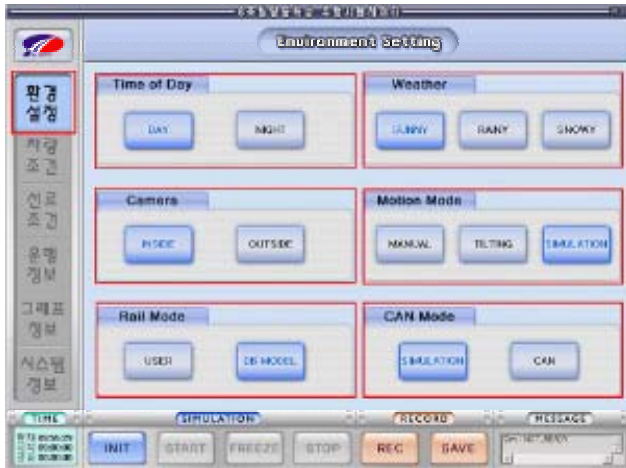 Environment Setting
환경
설정
차량
조건
선로
조건
운행
정보
그래프
정보
시스템
정보
Time of Day
DAY
NIGHT
Weather
SUNNY
RAINY
SNOWY
Camera
INSIDE
OUTSIDE
Motion Mode
MANUAL
TILTING
SIMULATION
Rail Mode
USER
DB MODEL
CAN Mode
SIMULATION
CAN
TIME
SIMULATION
INIT
START
FREEZE
STOP
RECORD
REC
SAVE
MESSAGE